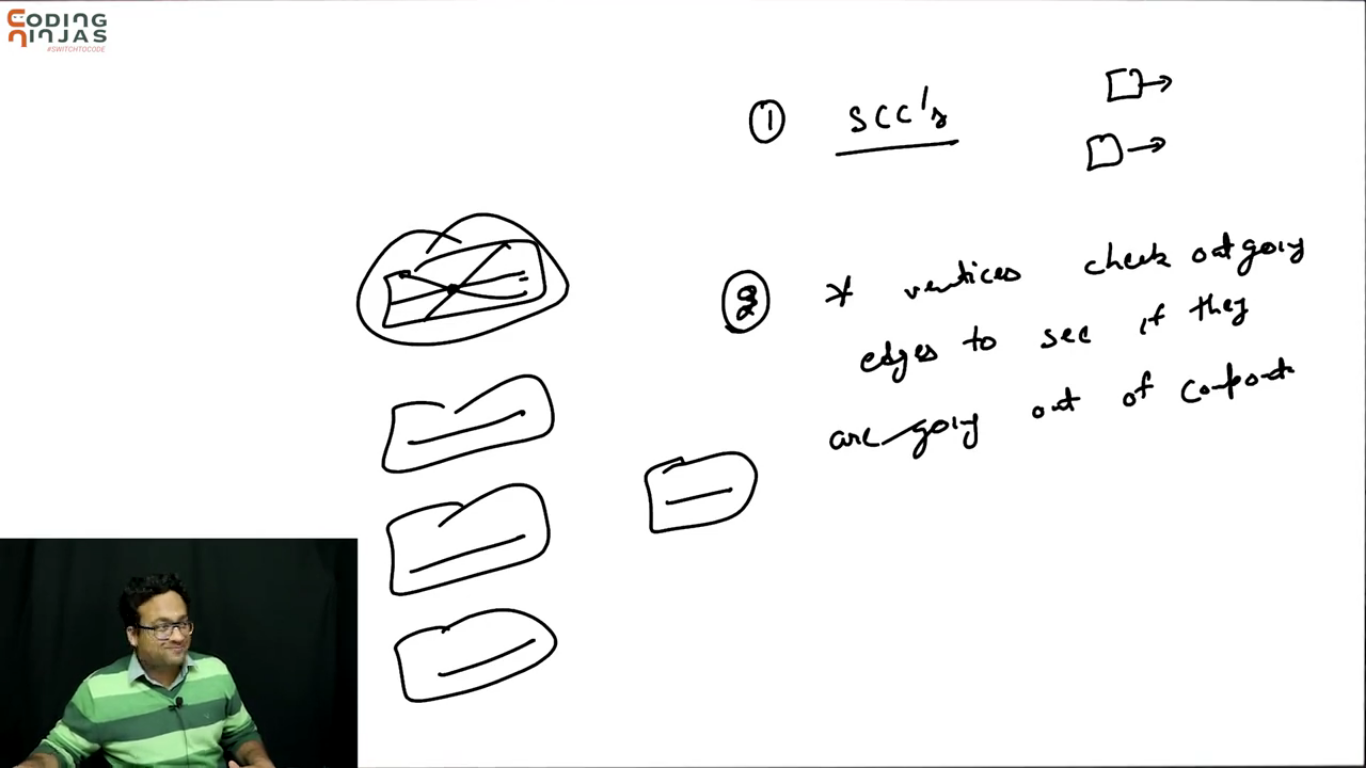 CODING
NINJAS
#SWITCHTOCODE
① SCC's
② ∀ vertices check outgoing
edges to see if they
are going out of component